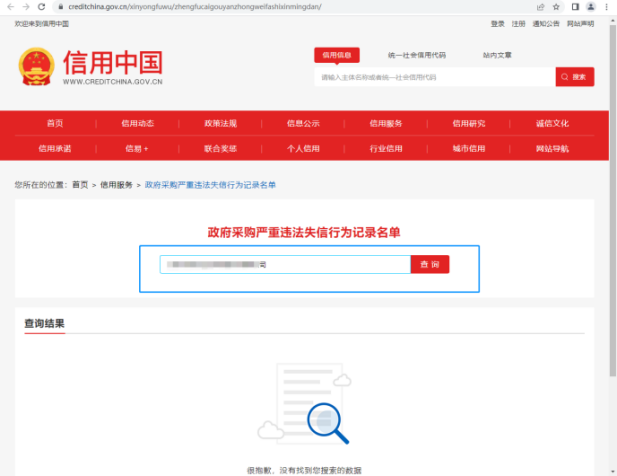 creditchina.gov.cn/xinyongfuwu/zhengfucaigouyanzhongweifashixinmingdan/
欢迎来到信用中国
登录 注册 通知公告 网站声明
信用中国
WWW.CREDITCHINA.GOV.CN
信用信息 统一社会信用代码 站内文章
请输入主体名称或者统一社会信用代码 搜索
首页 信用动态 政策法规 信息公示 信用服务 信用研究 诚信文化
信用承诺 信易+ 联合奖惩 个人信用 行业信用 城市信用 网站导航
您所在的位置：首页 > 信用服务 > 政府采购严重违法失信行为记录名单
政府采购严重违法失信行为记录名单
司 查询
查询结果
很抱歉，没有找到您搜索的数据